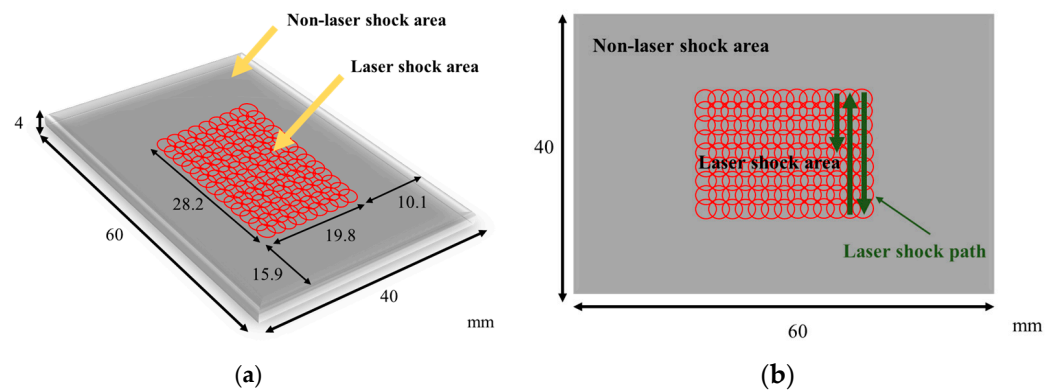 Non-laser shock area
Laser shock area
4
28.2
60
10.1
19.8
15.9
40
mm
(a)
Non-laser shock area
40
Laser shock area
Laser shock path
60
mm
(b)